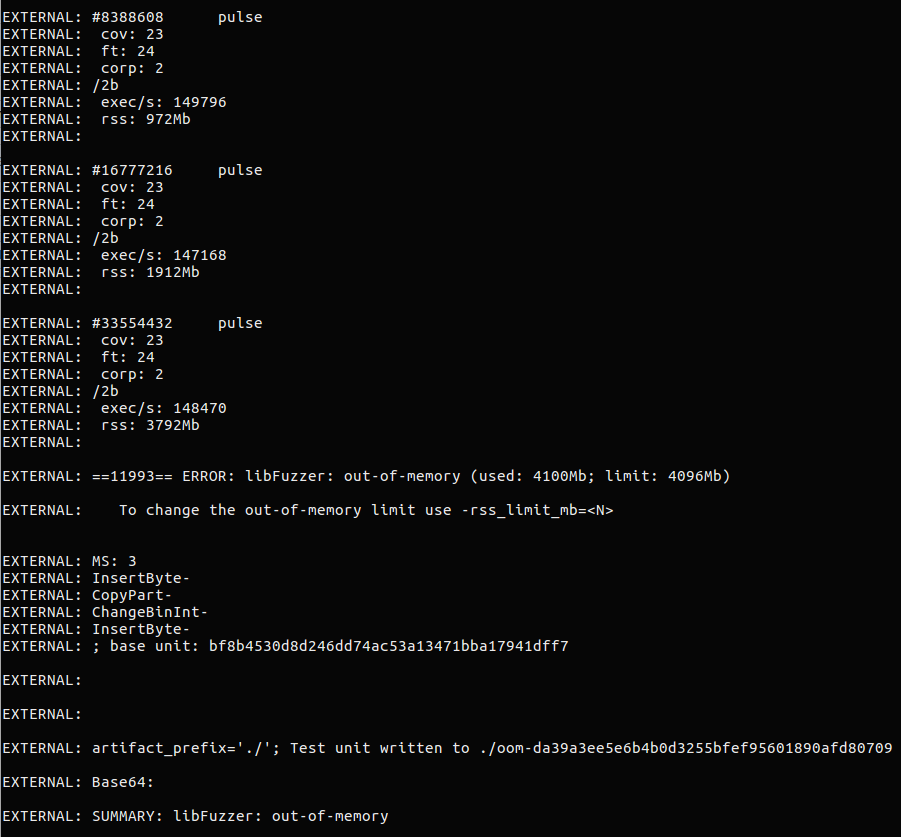 EXTERNAL: #8388608      pulse
EXTERNAL:  cov: 23
EXTERNAL:  ft: 24
EXTERNAL:  corp: 2
EXTERNAL: /2b
EXTERNAL:  exec/s: 149796
EXTERNAL:  rss: 972Mb
EXTERNAL:
EXTERNAL: #16777216     pulse
EXTERNAL:  cov: 23
EXTERNAL:  ft: 24
EXTERNAL:  corp: 2
EXTERNAL: /2b
EXTERNAL:  exec/s: 147168
EXTERNAL:  rss: 1912Mb
EXTERNAL:
EXTERNAL: #33554432     pulse
EXTERNAL:  cov: 23
EXTERNAL:  ft: 24
EXTERNAL:  corp: 2
EXTERNAL: /2b
EXTERNAL:  exec/s: 148470
EXTERNAL:  rss: 3792Mb
EXTERNAL:
EXTERNAL: ==11993== ERROR: libFuzzer: out-of-memory (used: 4100Mb; limit: 4096Mb)
EXTERNAL:    To change the out-of-memory limit use -rss_limit_mb=<N>
EXTERNAL: MS: 3
EXTERNAL: InsertByte-
EXTERNAL: CopyPart-
EXTERNAL: ChangeBinInt-
EXTERNAL: InsertByte-
EXTERNAL: ; base unit: bf8b4530d8d246dd74ac53a13471bba17941dff7
EXTERNAL:
EXTERNAL:
EXTERNAL: artifact_prefix='./'; Test unit written to ./oom-da39a3ee5e6b4b0d3255bfef95601890afd80709
EXTERNAL: Base64:
EXTERNAL: SUMMARY: libFuzzer: out-of-memory